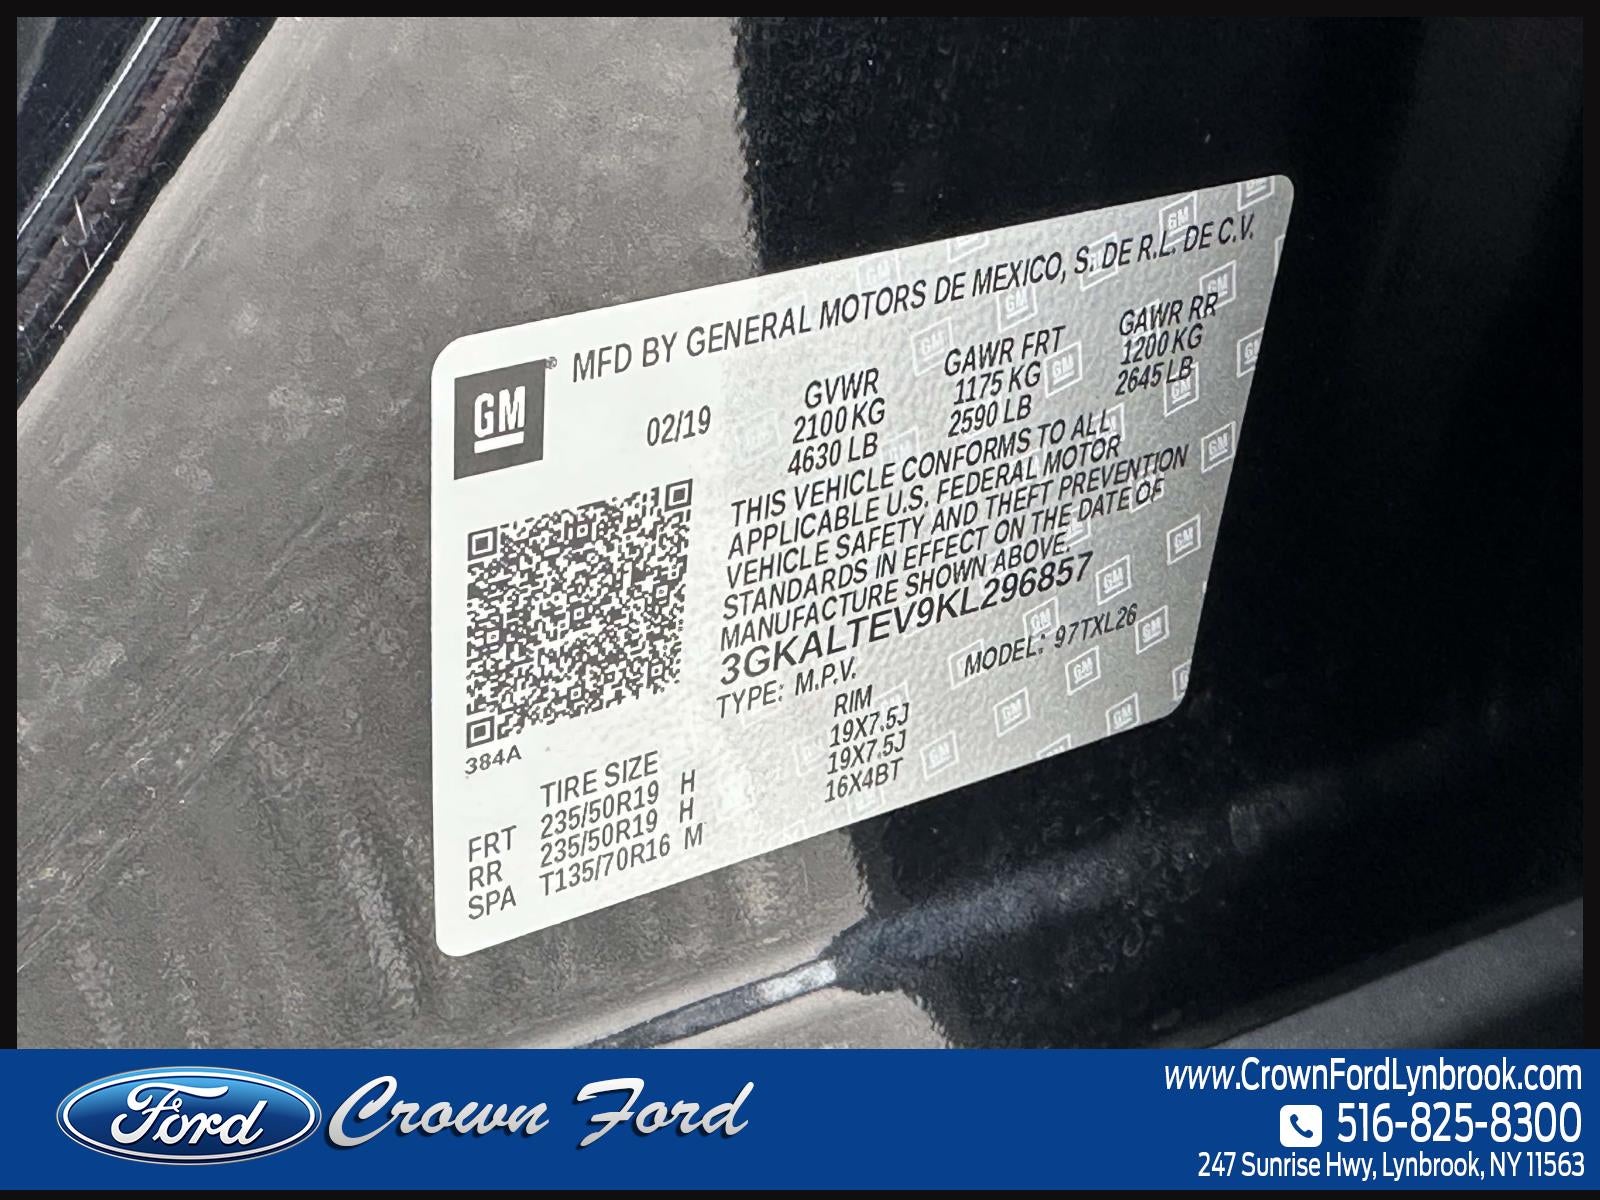 GM
MFD BY GENERAL MOTORS DE MEXICO, S. DE R.L. DE C.V.
02/19
GVWR GAWR FRT GAWR RR
2100 KG 1175 KG 1200 KG
4630 LB 2590 LB 2645 LB
THIS VEHICLE CONFORMS TO ALL
APPLICABLE U.S. FEDERAL MOTOR
VEHICLE SAFETY AND THEFT PREVENTION
STANDARDS IN EFFECT ON THE DATE OF
MANUFACTURE SHOWN ABOVE.
3GKALTEV9KL296857
TYPE: M.P.V. MODEL: 97TXL26
384A
TIRE SIZE RIM
FRT 235/50R19 H 19X7.5J
RR 235/50R19 H 19X7.5J
SPA T135/70R16 M 16X4BT
Ford Crown Ford
www.CrownFordLynbrook.com
516-825-8300
247 Sunrise Hwy, Lynbrook, NY 11563